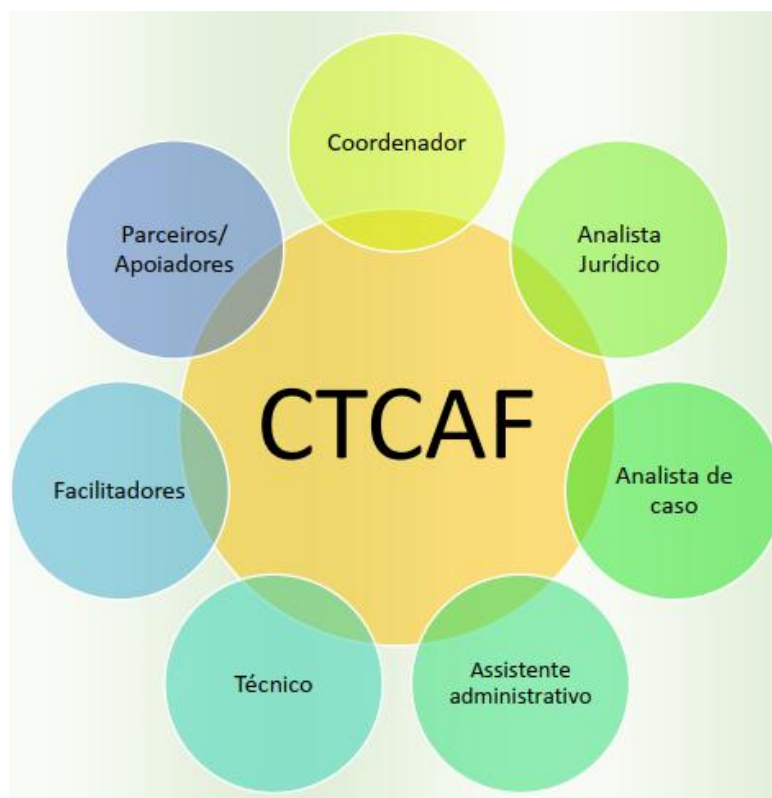 Coordenador
Analista
Jurídico
Analista de
caso
Assistente
administrativo
Técnico
Facilitadores
Parceiros/
Apoiadores
CTCAF